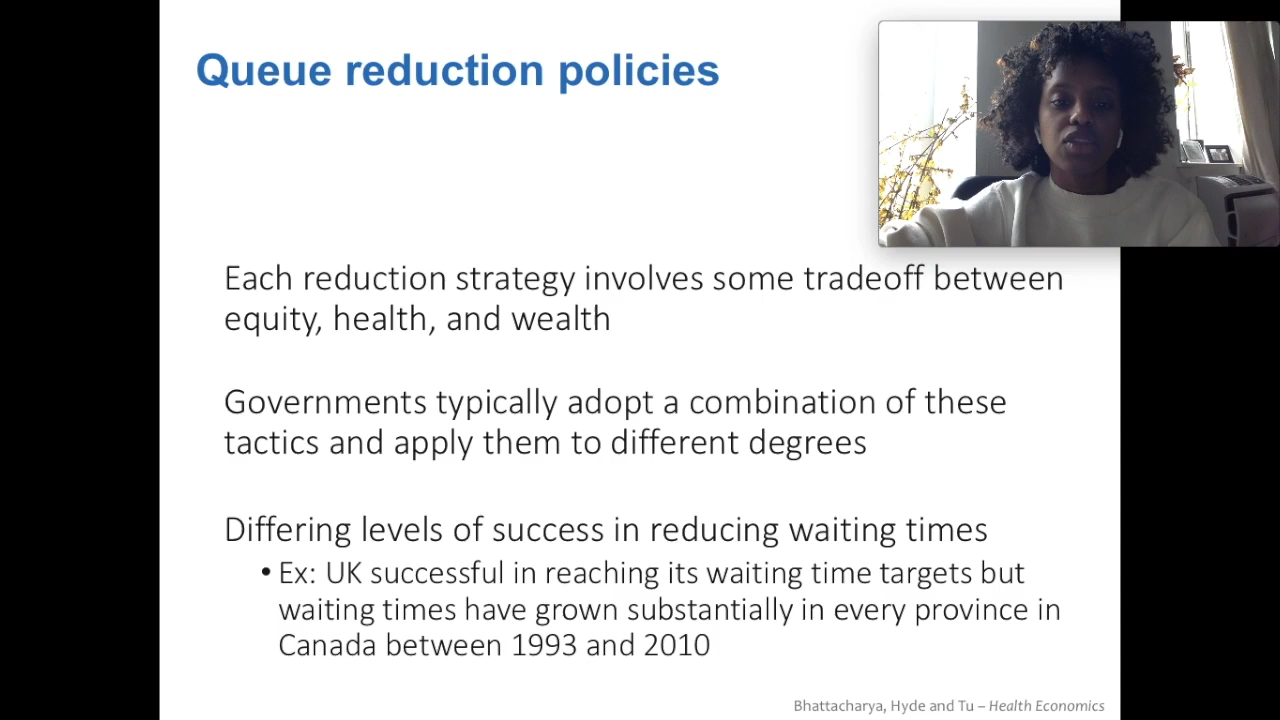 Queue reduction policies
Each reduction strategy involves some tradeoff between
equity, health, and wealth
Governments typically adopt a combination of these
tactics and apply them to different degrees
Differing levels of success in reducing waiting times
• Ex: UK successful in reaching its waiting time targets but
waiting times have grown substantially in every province in
Canada between 1993 and 2010
Bhattacharya, Hyde and Tu – Health Economics